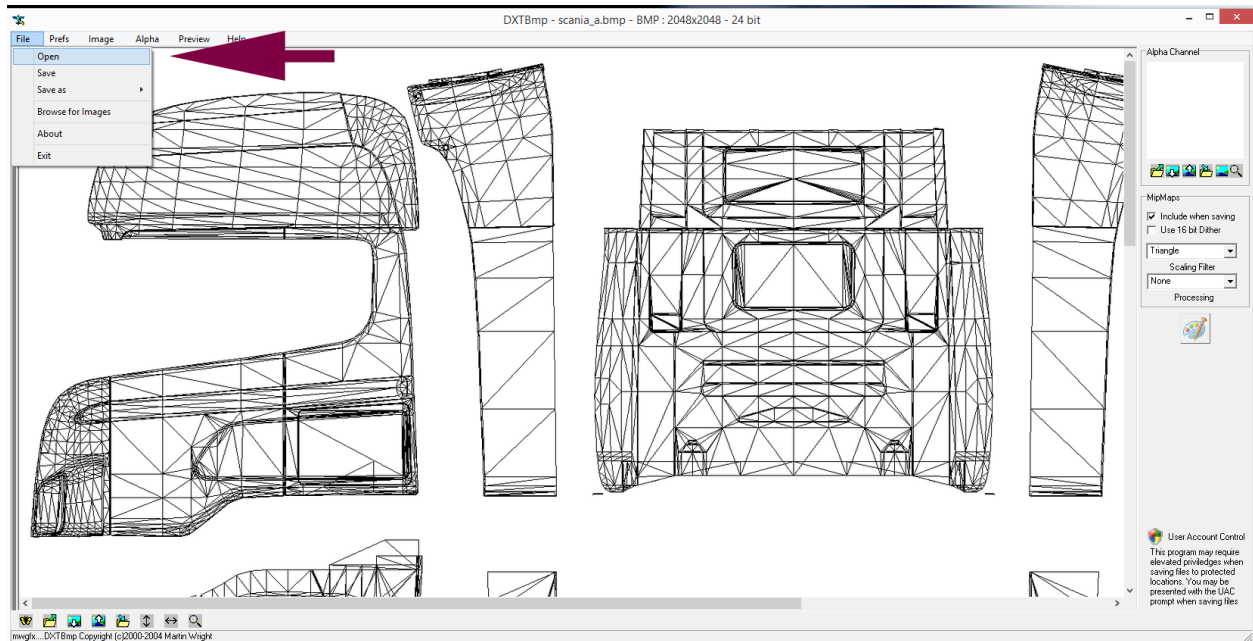 DXTBmp - scania_a.bmp - BMP : 2048x2048 - 24 bit
File Prefs Image Alpha Preview Help
Open
Save
Save as
Browse for Images
About
Exit
Alpha Channel
MipMaps
Include when saving
Use 16 bit Dither
Triangle
Scaling Filter
None
Processing
User Account Control
This program may require
elevated priviledges when
saving files to protected
locations. You may be
presented with the UAC
prompt when saving files
mwgfx....DXTBmp Copyright (c)2000-2004 Martin Wright